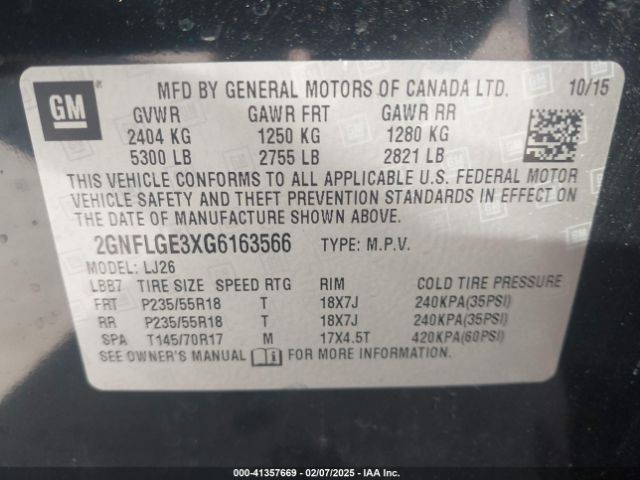 GM
MFD BY GENERAL MOTORS OF CANADA LTD. 10/15
GVWR GAWR FRT GAWR RR
2404 KG 1250 KG 1280 KG
5300 LB 2755 LB 2821 LB
THIS VEHICLE CONFORMS TO ALL APPLICABLE U.S. FEDERAL MOTOR
VEHICLE SAFETY AND THEFT PREVENTION STANDARDS IN EFFECT ON
THE DATE OF MANUFACTURE SHOWN ABOVE.
2GNFLGE3XG6163566 TYPE: M.P.V.
MODEL: LJ26
LBB7 TIRE SIZE SPEED RTG RIM COLD TIRE PRESSURE
FRT P235/55R18 T 18X7J 240KPA(35PSI)
RR P235/55R18 T 18X7J 240KPA(35PSI)
SPA T145/70R17 M 17X4.5T 420KPA(60PSI)
SEE OWNER'S MANUAL FOR MORE INFORMATION.
000-41357669 - 02/07/2025 - IAA Inc.